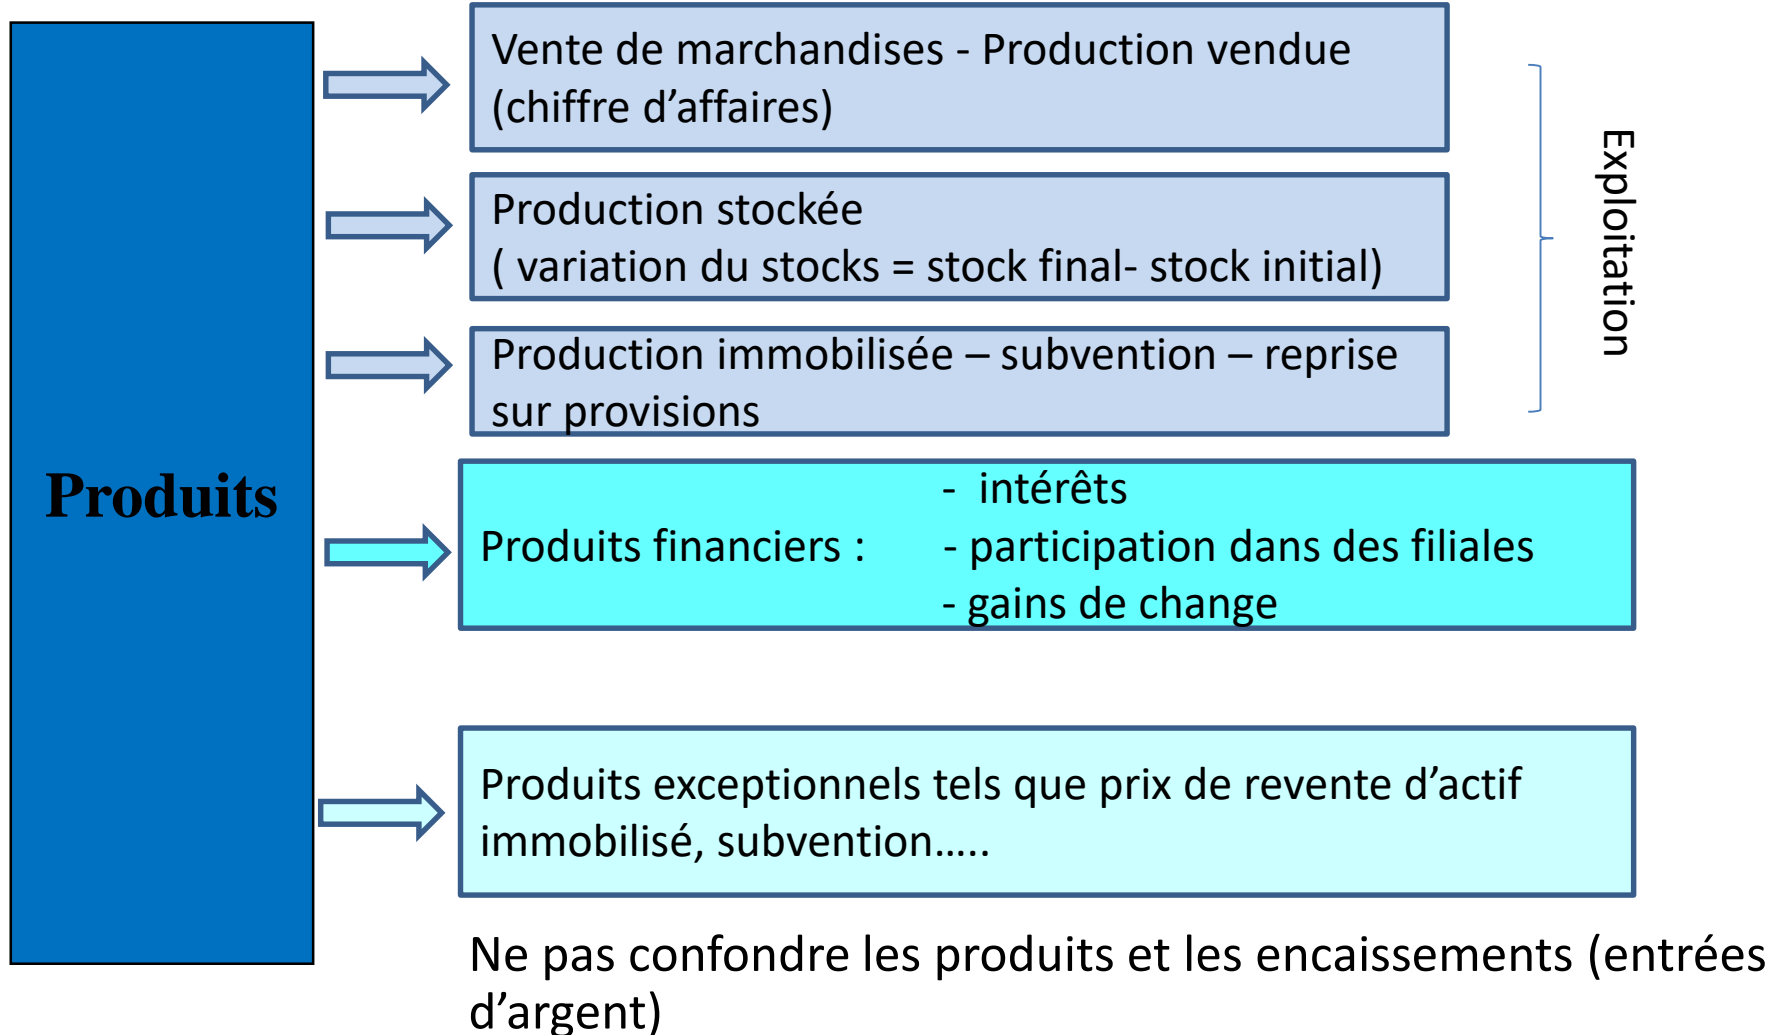 Produits
Vente de marchandises - Production vendue
(chiffre d’affaires)
Production stockée
( variation du stocks = stock final- stock initial)
Production immobilisée – subvention – reprise
sur provisions
Exploitation
- intérêts
Produits financiers : - participation dans des filiales
- gains de change
Produits exceptionnels tels que prix de revente d’actif
immobilisé, subvention…..
Ne pas confondre les produits et les encaissements (entrées
d’argent)